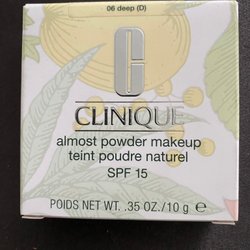 06 deep (D)
C
CLINIQUE
almost powder makeup
teint poudre naturel
SPF 15
POIDS NET WT. .35 OZ./10 g e